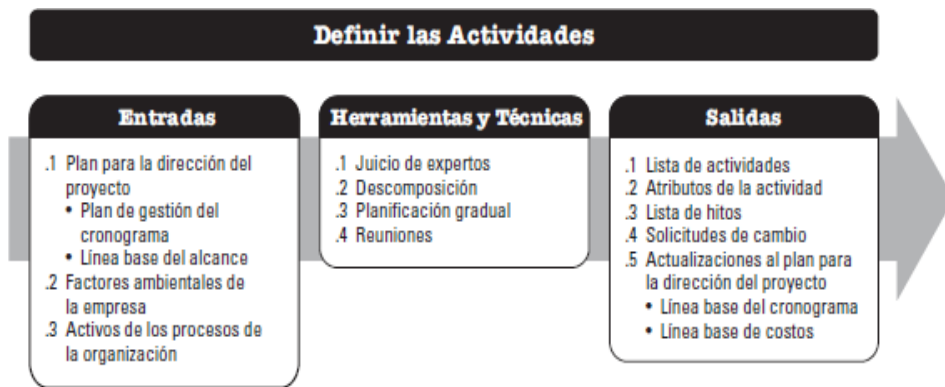 Definir las Actividades
Entradas
.1 Plan para la dirección del
proyecto
• Plan de gestión del
cronograma
• Línea base del alcance
.2 Factores ambientales de
la empresa
.3 Activos de los procesos de
la organización
Herramientas y Técnicas
.1 Juicio de expertos
.2 Descomposición
.3 Planificación gradual
.4 Reuniones
Salidas
.1 Lista de actividades
.2 Atributos de la actividad
.3 Lista de hitos
.4 Solicitudes de cambio
.5 Actualizaciones al plan para
la dirección del proyecto
• Línea base del cronograma
• Línea base de costos